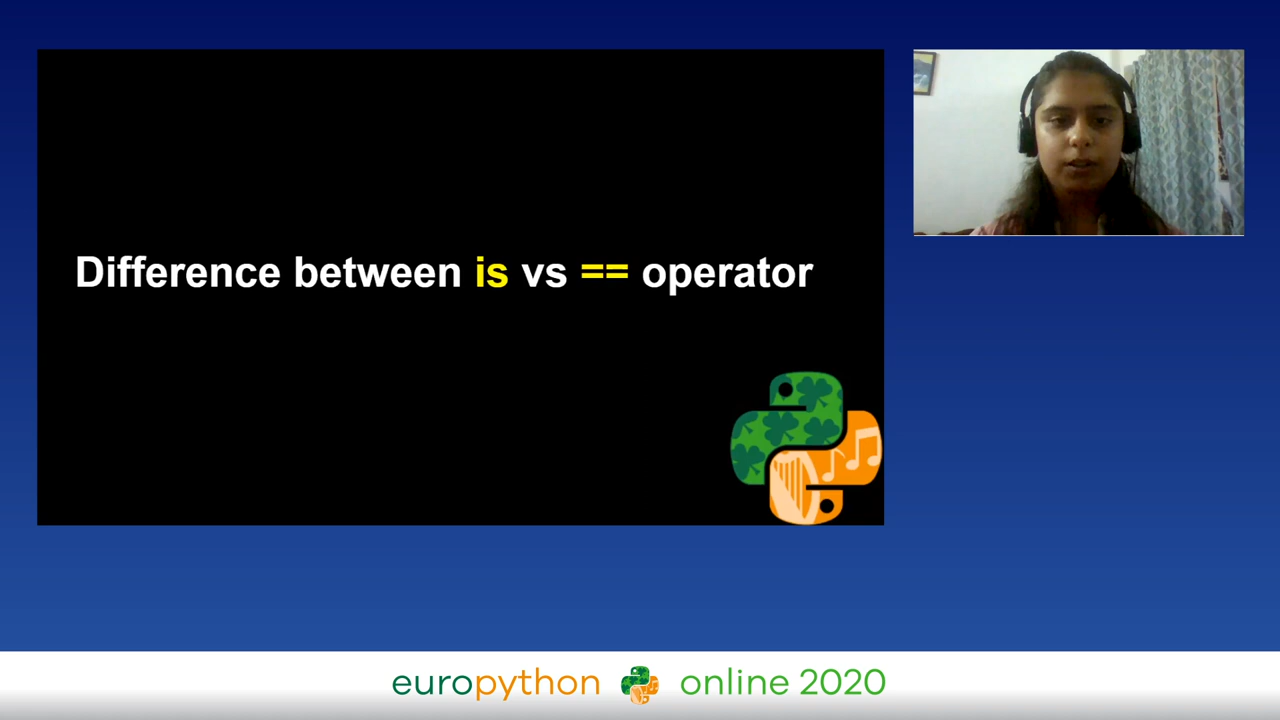 Difference between is vs == operator
europython online 2020